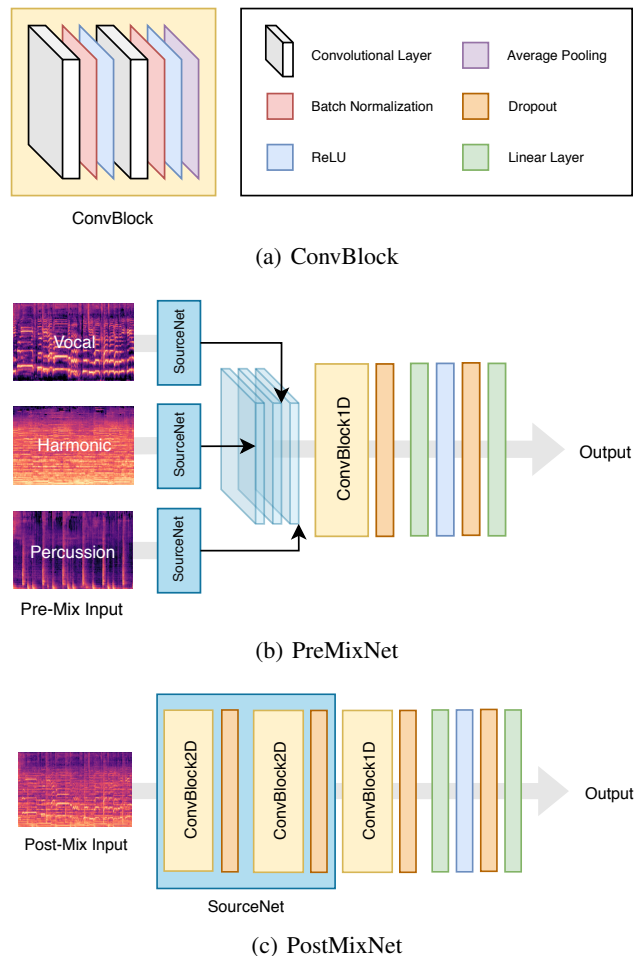 Convolutional Layer
Average Pooling
Batch Normalization
Dropout
ReLU
Linear Layer
ConvBlock
(a) ConvBlock
Vocal
SourceNet
Harmonic
SourceNet
ConvBlock1D
Output
Percussion
SourceNet
Pre-Mix Input
(b) PreMixNet
ConvBlock2D
ConvBlock2D
ConvBlock1D
Output
Post-Mix Input
SourceNet
(c) PostMixNet